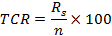 TCR = R_s / n × 100